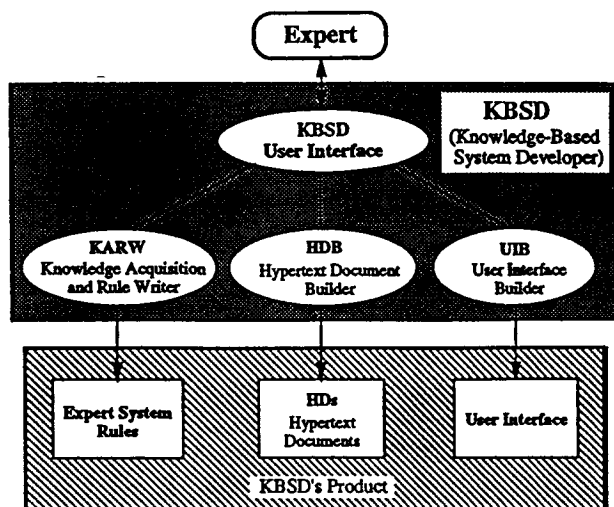 Expert
KBSD
(Knowledge-Based
System Developer)
KBSD
User Interface
KARW
Knowledge Acquisition
and Rule Writer
HDB
Hypertext Document
Builder
UIB
User Interface
Builder
Expert System
Rules
HDs
Hypertext
Documents
User Interface
KBSD's Product